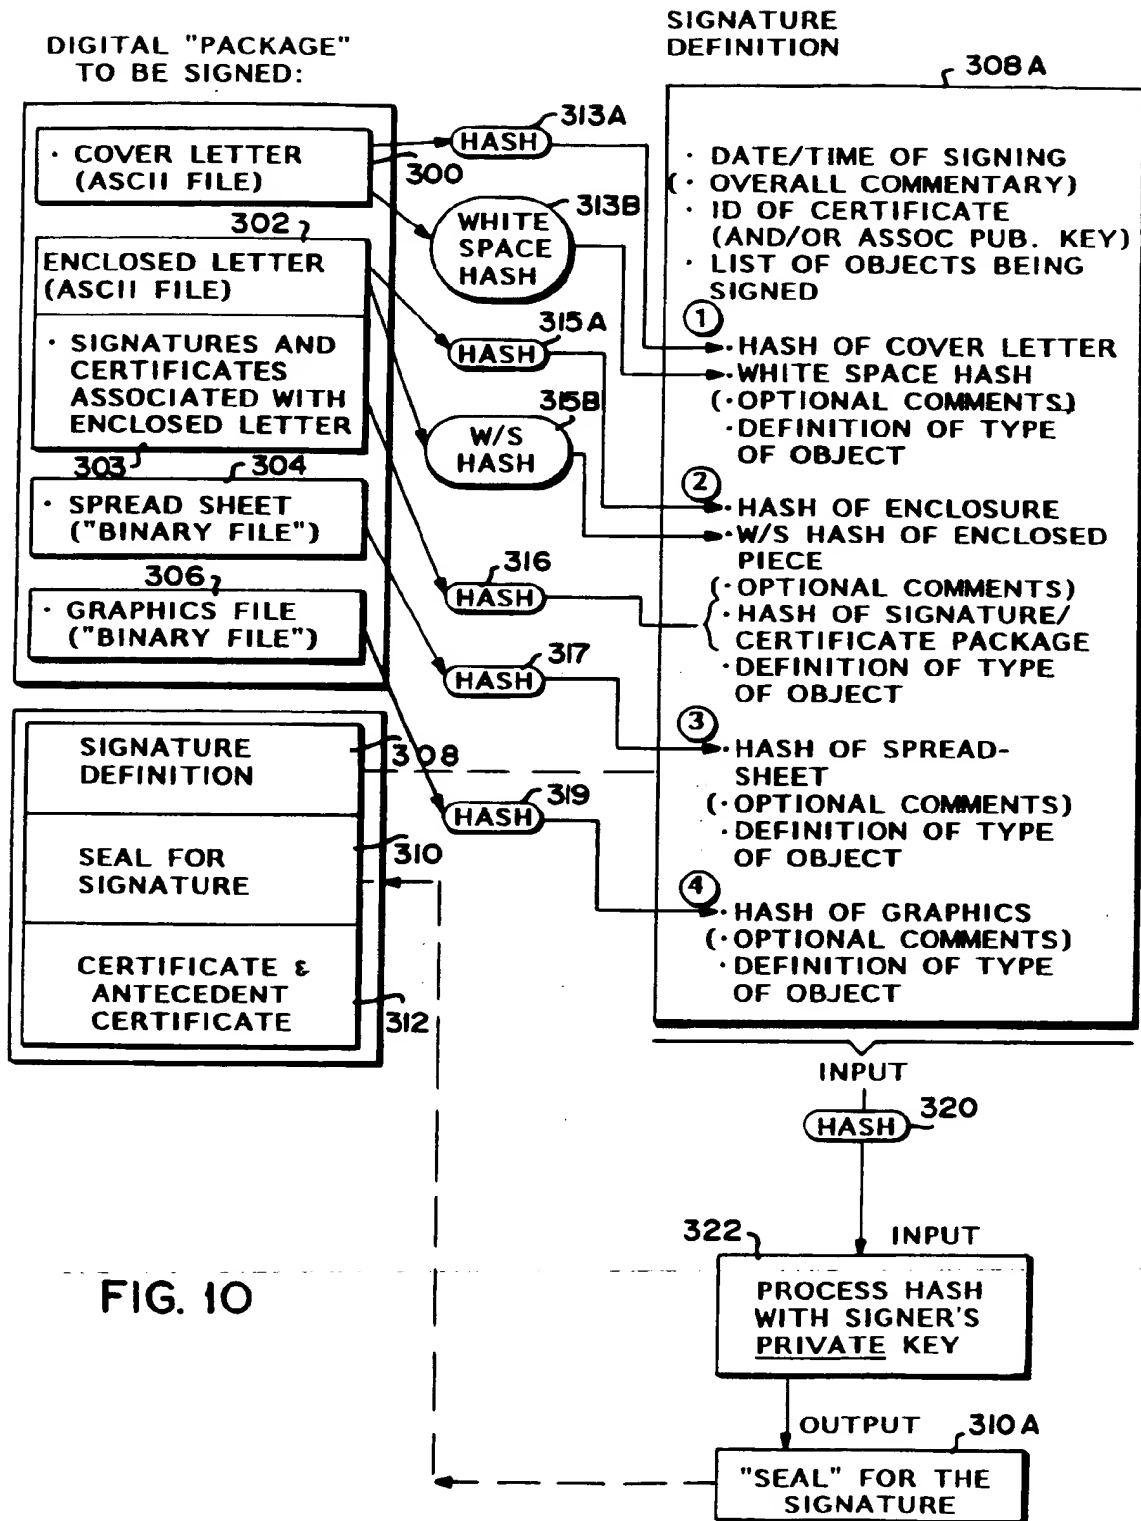 DIGITAL "PACKAGE"
TO BE SIGNED:
· COVER LETTER
(ASCII FILE)
300
302
ENCLOSED LETTER
(ASCII FILE)
· SIGNATURES AND
CERTIFICATES
ASSOCIATED WITH
ENCLOSED LETTER
303
304
· SPREAD SHEET
("BINARY FILE")
306
· GRAPHICS FILE
("BINARY FILE")
SIGNATURE
DEFINITION
308
SEAL FOR
SIGNATURE
310
CERTIFICATE &
ANTECEDENT
CERTIFICATE
312
HASH
313A
WHITE
SPACE
HASH
313B
HASH
315A
W/S
HASH
315B
HASH
316
HASH
317
HASH
319
SIGNATURE
DEFINITION
308A
· DATE/TIME OF SIGNING
(· OVERALL COMMENTARY)
· ID OF CERTIFICATE
(AND/OR ASSOC PUB. KEY)
· LIST OF OBJECTS BEING
SIGNED
1
· HASH OF COVER LETTER
· WHITE SPACE HASH
(·OPTIONAL COMMENTS)
·DEFINITION OF TYPE
OF OBJECT
2
· HASH OF ENCLOSURE
· W/S HASH OF ENCLOSED
PIECE
(·OPTIONAL COMMENTS)
·HASH OF SIGNATURE/
CERTIFICATE PACKAGE
·DEFINITION OF TYPE
OF OBJECT
3
· HASH OF SPREAD-
SHEET
(·OPTIONAL COMMENTS)
·DEFINITION OF TYPE
OF OBJECT
4
· HASH OF GRAPHICS
(·OPTIONAL COMMENTS)
·DEFINITION OF TYPE
OF OBJECT
INPUT
HASH
320
INPUT
322
PROCESS HASH
WITH SIGNER'S
PRIVATE KEY
OUTPUT
310A
"SEAL" FOR THE
SIGNATURE
FIG. 10